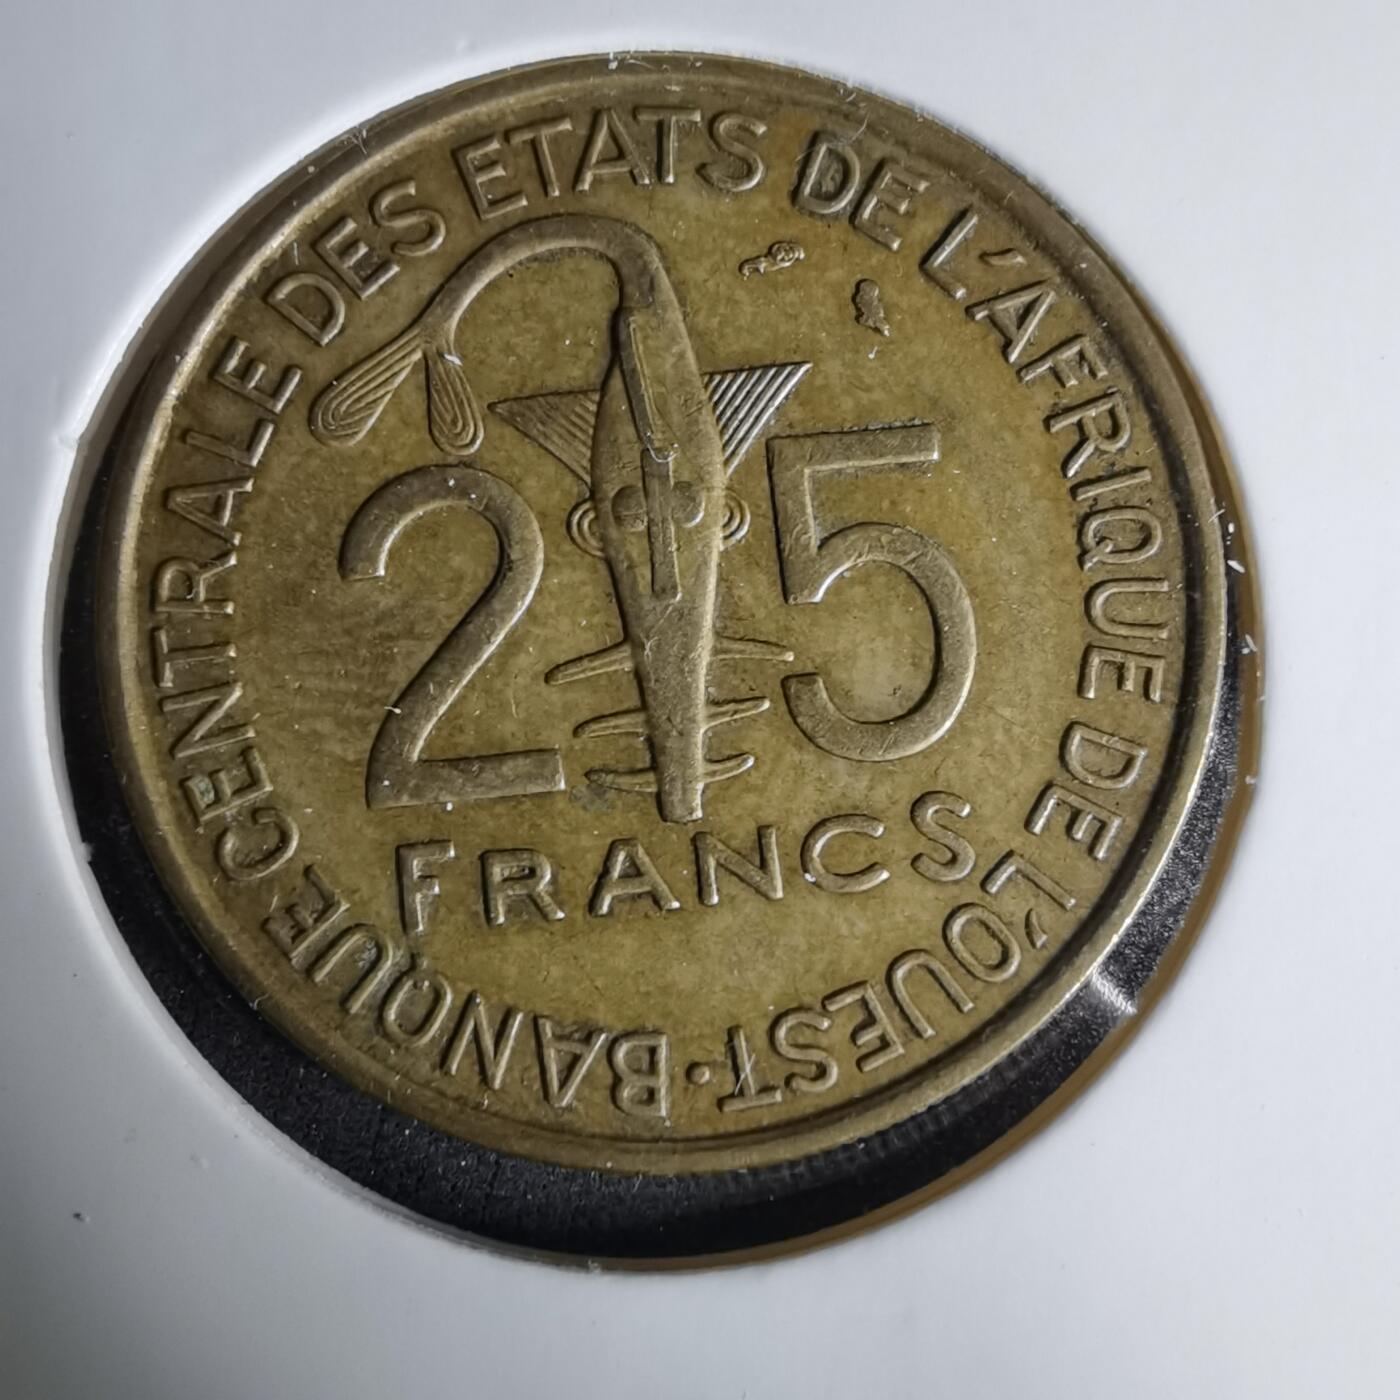 BANQUE CENTRALE DES ETATS DE L'AFRIQUE DE L'OUEST ·
25
FRANCS